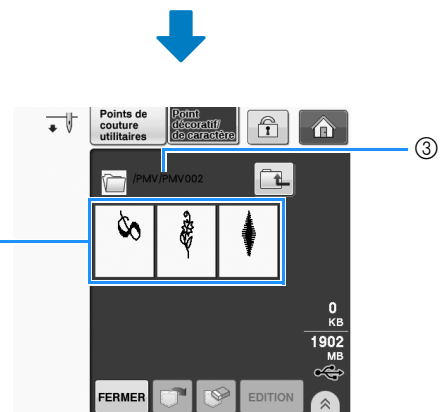 Points de
couture
utilitaires
Point
décoratif/
de caractère
③
/PMV/PMV002
0
KB
1902
MB
FERMER
EDITION